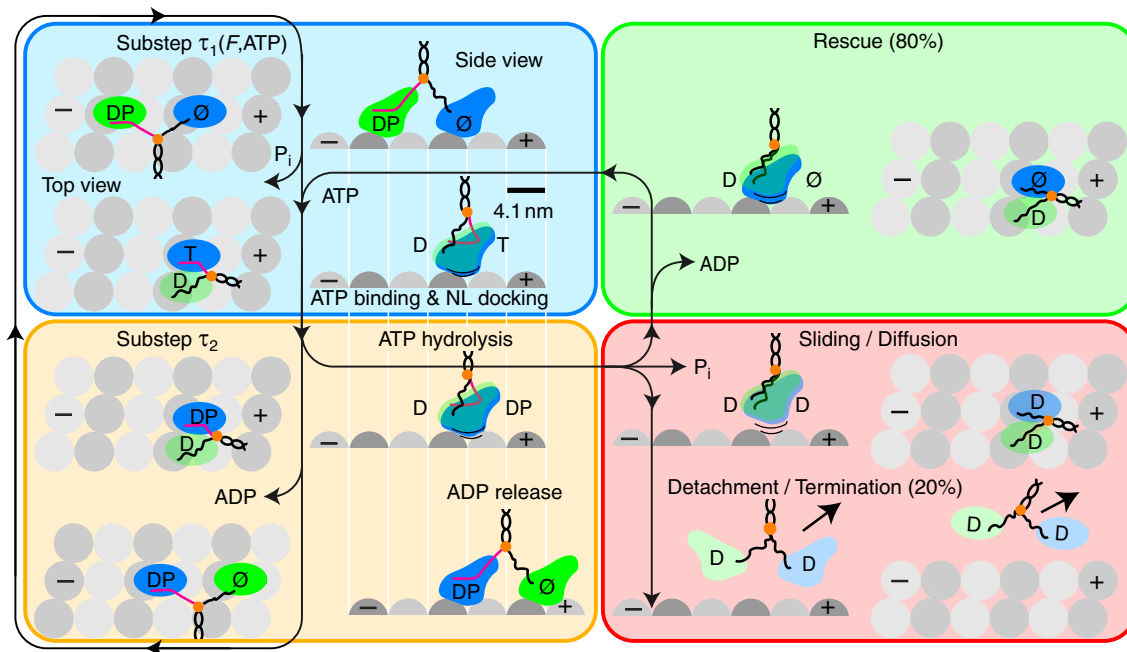 Substep τ₁(F,ATP)
Side view
− DP Ø +
DP Ø
− +
Pᵢ
Top view
ATP
4.1 nm
− T D +
D T
− +
ATP binding & NL docking
Rescue (80%)
D Ø
− +
− Ø D +
ADP
Substep τ₂
ATP hydrolysis
− DP D +
D DP
− +
ADP
ADP release
− DP Ø +
DP Ø
− +
Sliding / Diffusion
Pᵢ
D D
− +
− D D +
Detachment / Termination (20%)
D D
− +
D D
− +